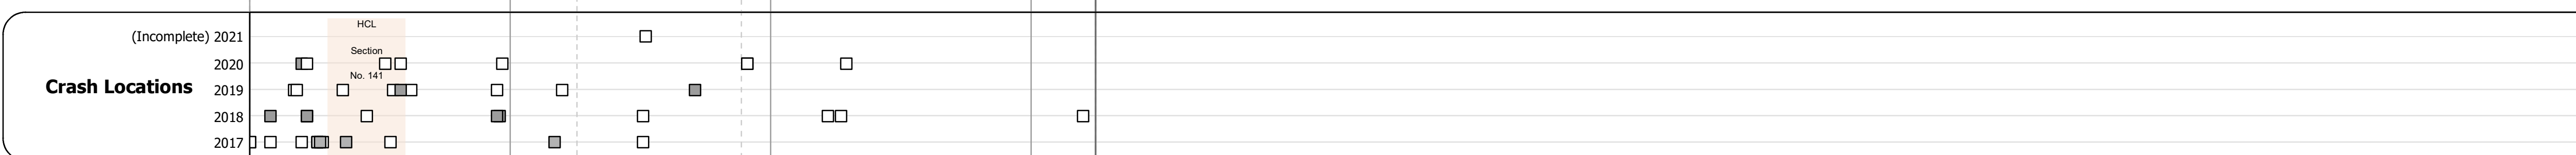 HCL
(Incomplete) 2021
Section
2020
No. 141
Crash Locations
2019
2018
2017